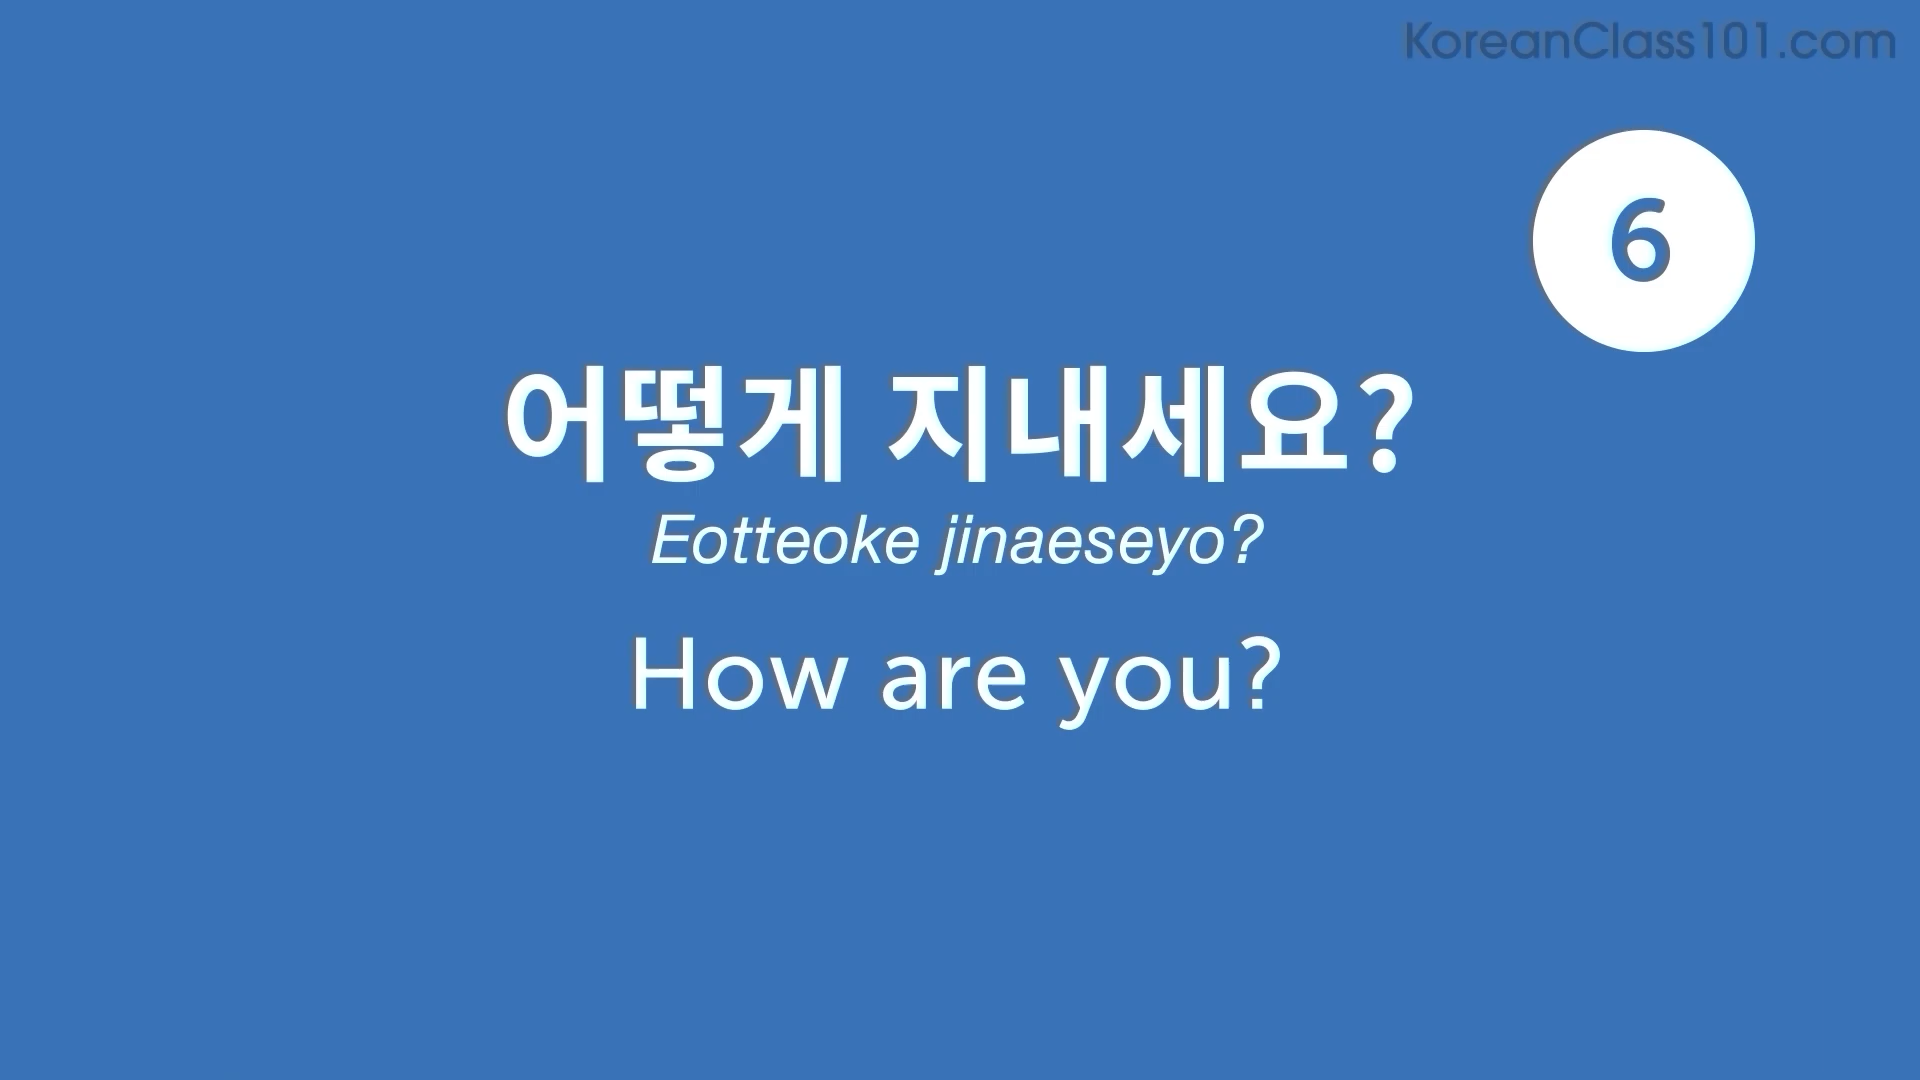 KoreanClass101.com
6
어떻게 지내세요?
Eotteoke jinaeseyo?
How are you?